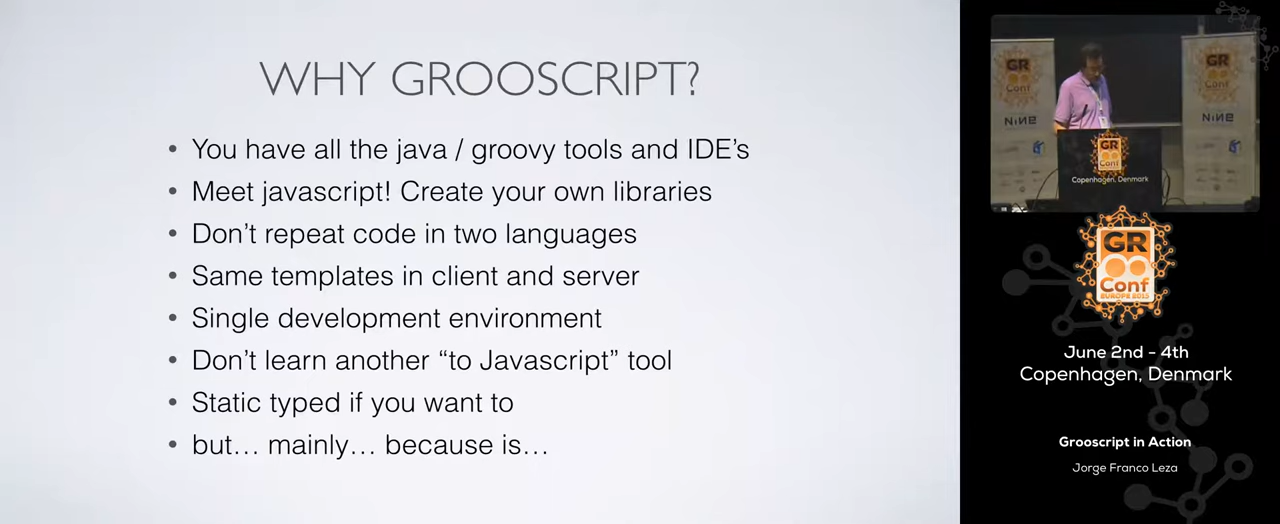 WHY GROOSCRIPT?
• You have all the java / groovy tools and IDE’s
• Meet javascript! Create your own libraries
• Don’t repeat code in two languages
• Same templates in client and server
• Single development environment
• Don’t learn another “to Javascript” tool
• Static typed if you want to
• but… mainly… because is…
GR
Conf
NINE
GR
Conf
NINE
GR
Conf
Copenhagen, Denmark
GR
Conf
EUROPE 2015
June 2nd - 4th
Copenhagen, Denmark
Grooscript in Action
Jorge Franco Leza